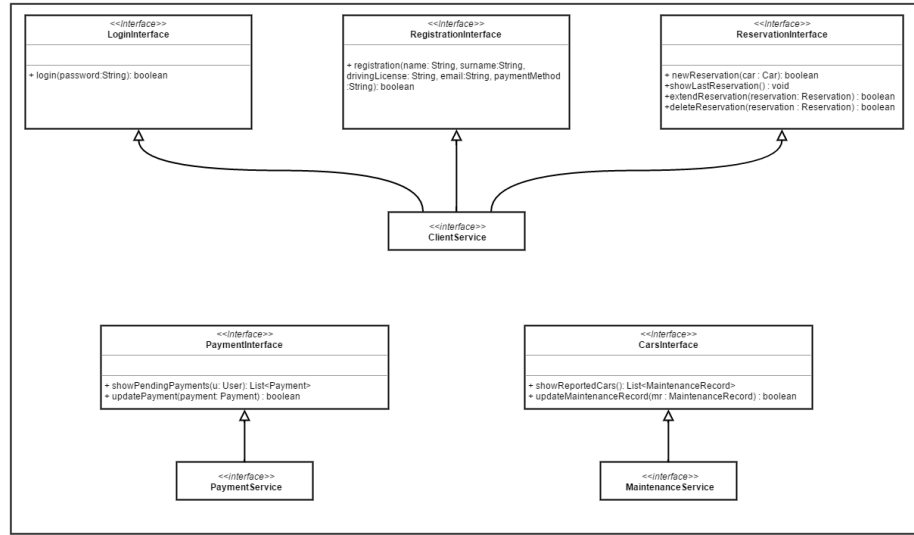 <<interface>>
LoginInterface
+ login(password:String): boolean
<<interface>>
RegistrationInterface
+ registration(name: String, surname:String,
drivingLicense: String, email:String, paymentMethod
:String): boolean
<<interface>>
ReservationInterface
+ newReservation(car : Car): boolean
+showLastReservation() : void
+extendReservation(reservation: Reservation) : boolean
+deleteReservation(reservation : Reservation) : boolean
<<interface>>
ClientService
<<interface>>
PaymentInterface
+ showPendingPayments(u: User): List<Payment>
+ updatePayment(payment: Payment) : boolean
<<interface>>
CarsInterface
+ showReportedCars(): List<MaintenanceRecord>
+ updateMaintenanceRecord(mr : MaintenanceRecord) : boolean
<<interface>>
PaymentService
<<interface>>
MaintenanceService